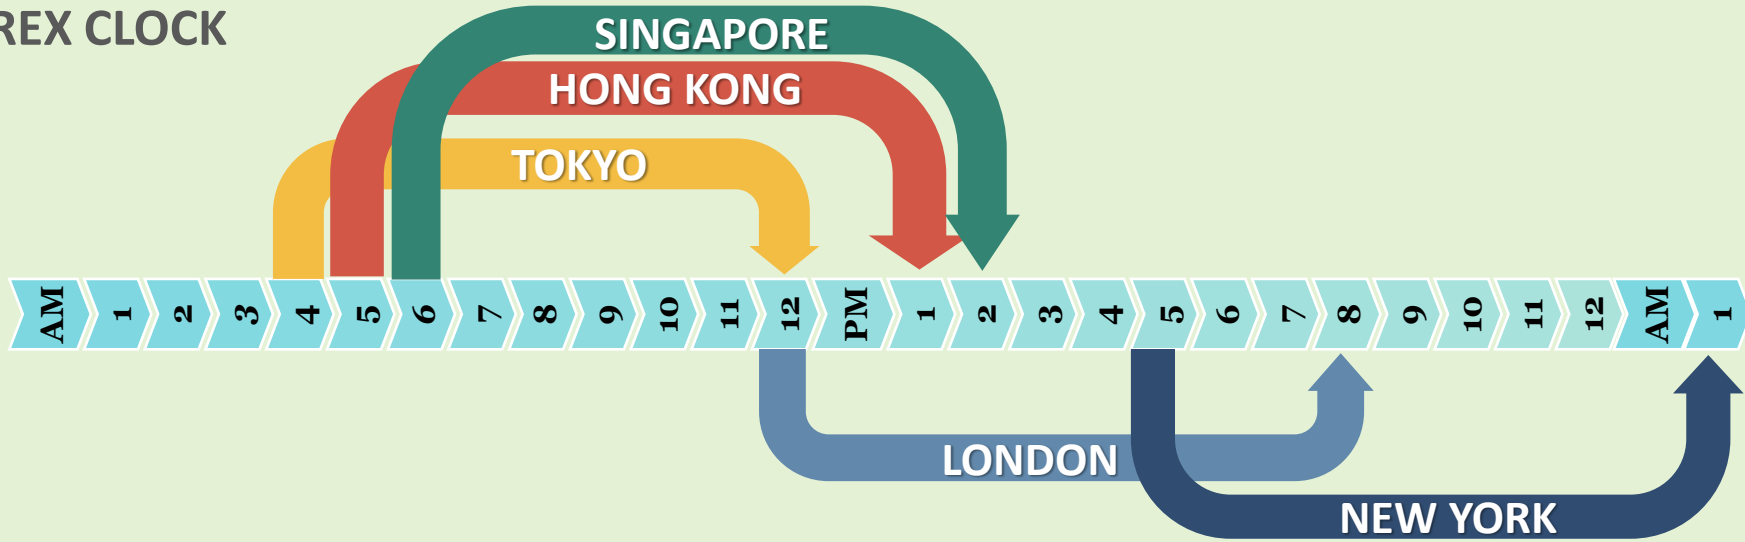 REX CLOCK
SINGAPORE
HONG KONG
TOKYO
AM 1 2 3 4 5 6 7 8 9 10 11 12 PM 1 2 3 4 5 6 7 8 9 10 11 12 AM 1
LONDON
NEW YORK